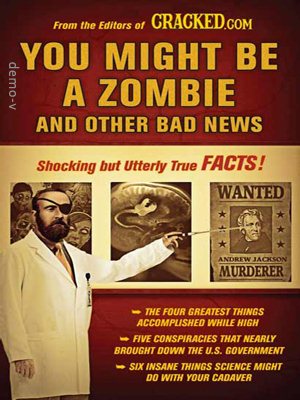 From the Editors of CRACKED.COM
YOU MIGHT BE
A ZOMBIE
AND OTHER BAD NEWS
Shocking but Utterly True FACTS!
WANTED
ANDREW JACKSON
MURDERER
➥ THE FOUR GREATEST THINGS
ACCOMPLISHED WHILE HIGH
➥ FIVE CONSPIRACIES THAT NEARLY
BROUGHT DOWN THE U.S. GOVERNMENT
➥ SIX INSANE THINGS SCIENCE MIGHT
DO WITH YOUR CADAVER
demo-v